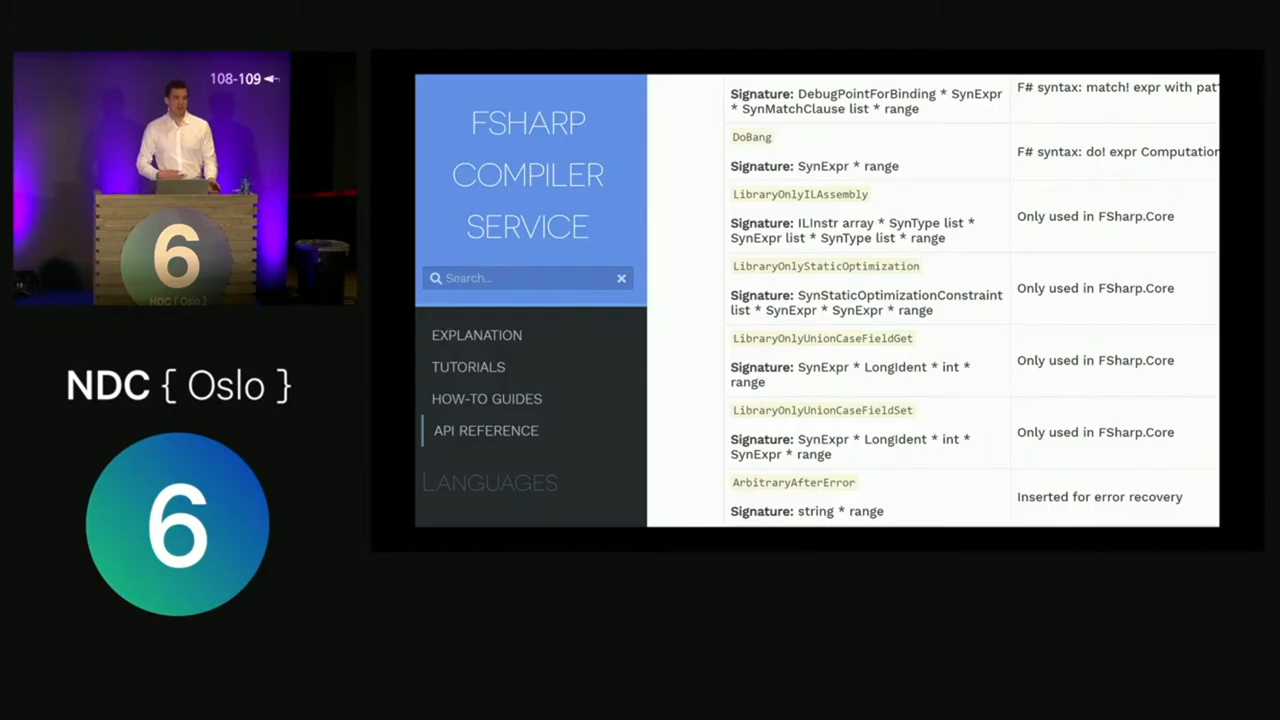 108-109
6
NDC { Oslo }
NDC { Oslo }
6
FSHARP
COMPILER
SERVICE
Search...
EXPLANATION
TUTORIALS
HOW-TO GUIDES
API REFERENCE
LANGUAGES
Signature: DebugPointForBinding * SynExpr
* SynMatchClause list * range
F# syntax: match! expr with pat
DoBang
Signature: SynExpr * range
F# syntax: do! expr Computation
LibraryOnlyILAssembly
Signature: ILInstr array * SynType list *
SynExpr list * SynType list * range
Only used in FSharp.Core
LibraryOnlyStaticOptimization
Signature: SynStaticOptimizationConstraint
list * SynExpr * SynExpr * range
Only used in FSharp.Core
LibraryOnlyUnionCaseFieldGet
Signature: SynExpr * LongIdent * int *
range
Only used in FSharp.Core
LibraryOnlyUnionCaseFieldSet
Signature: SynExpr * LongIdent * int *
SynExpr * range
Only used in FSharp.Core
ArbitraryAfterError
Signature: string * range
Inserted for error recovery